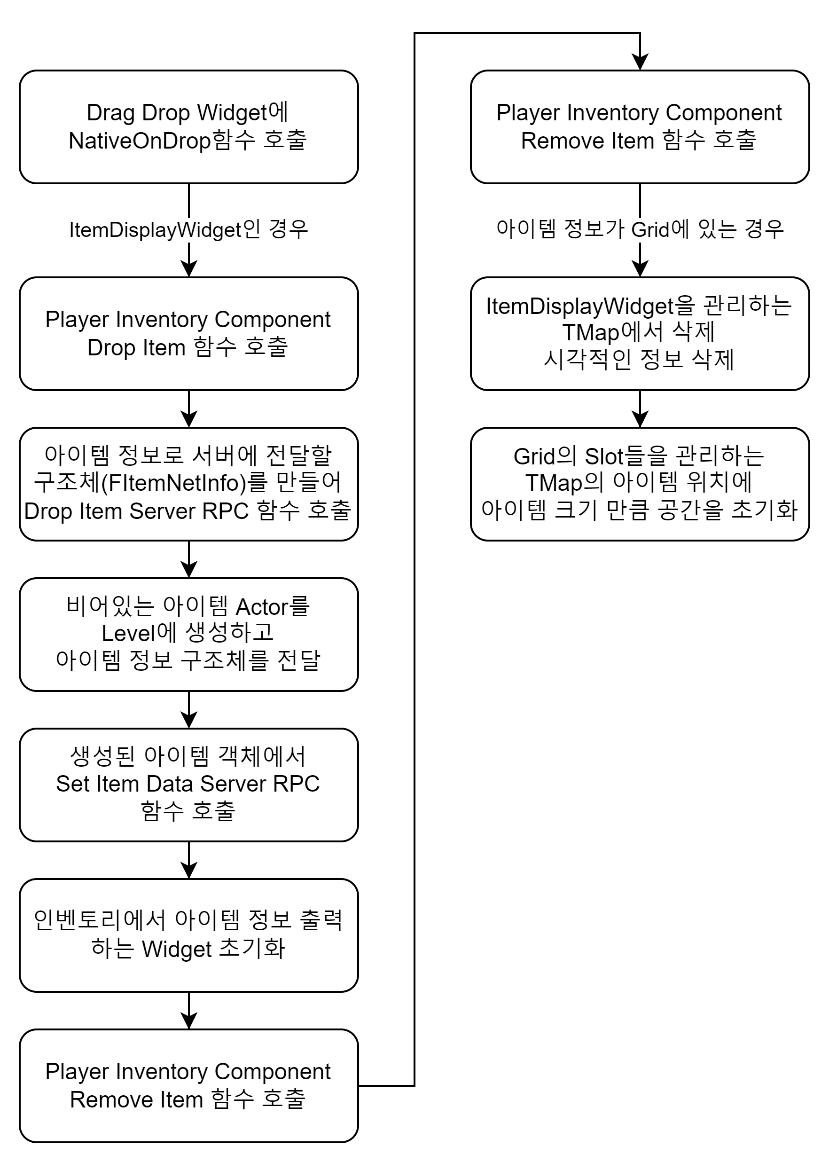 Drag Drop Widget에
NativeOnDrop함수 호출
ItemDisplayWidget인 경우
Player Inventory Component
Drop Item 함수 호출
아이템 정보로 서버에 전달할
구조체(FItemNetInfo)를 만들어
Drop Item Server RPC 함수 호출
비어있는 아이템 Actor를
Level에 생성하고
아이템 정보 구조체를 전달
생성된 아이템 객체에서
Set Item Data Server RPC
함수 호출
인벤토리에서 아이템 정보 출력
하는 Widget 초기화
Player Inventory Component
Remove Item 함수 호출
Player Inventory Component
Remove Item 함수 호출
아이템 정보가 Grid에 있는 경우
ItemDisplayWidget을 관리하는
TMap에서 삭제
시각적인 정보 삭제
Grid의 Slot들을 관리하는
TMap의 아이템 위치에
아이템 크기 만큼 공간을 초기화